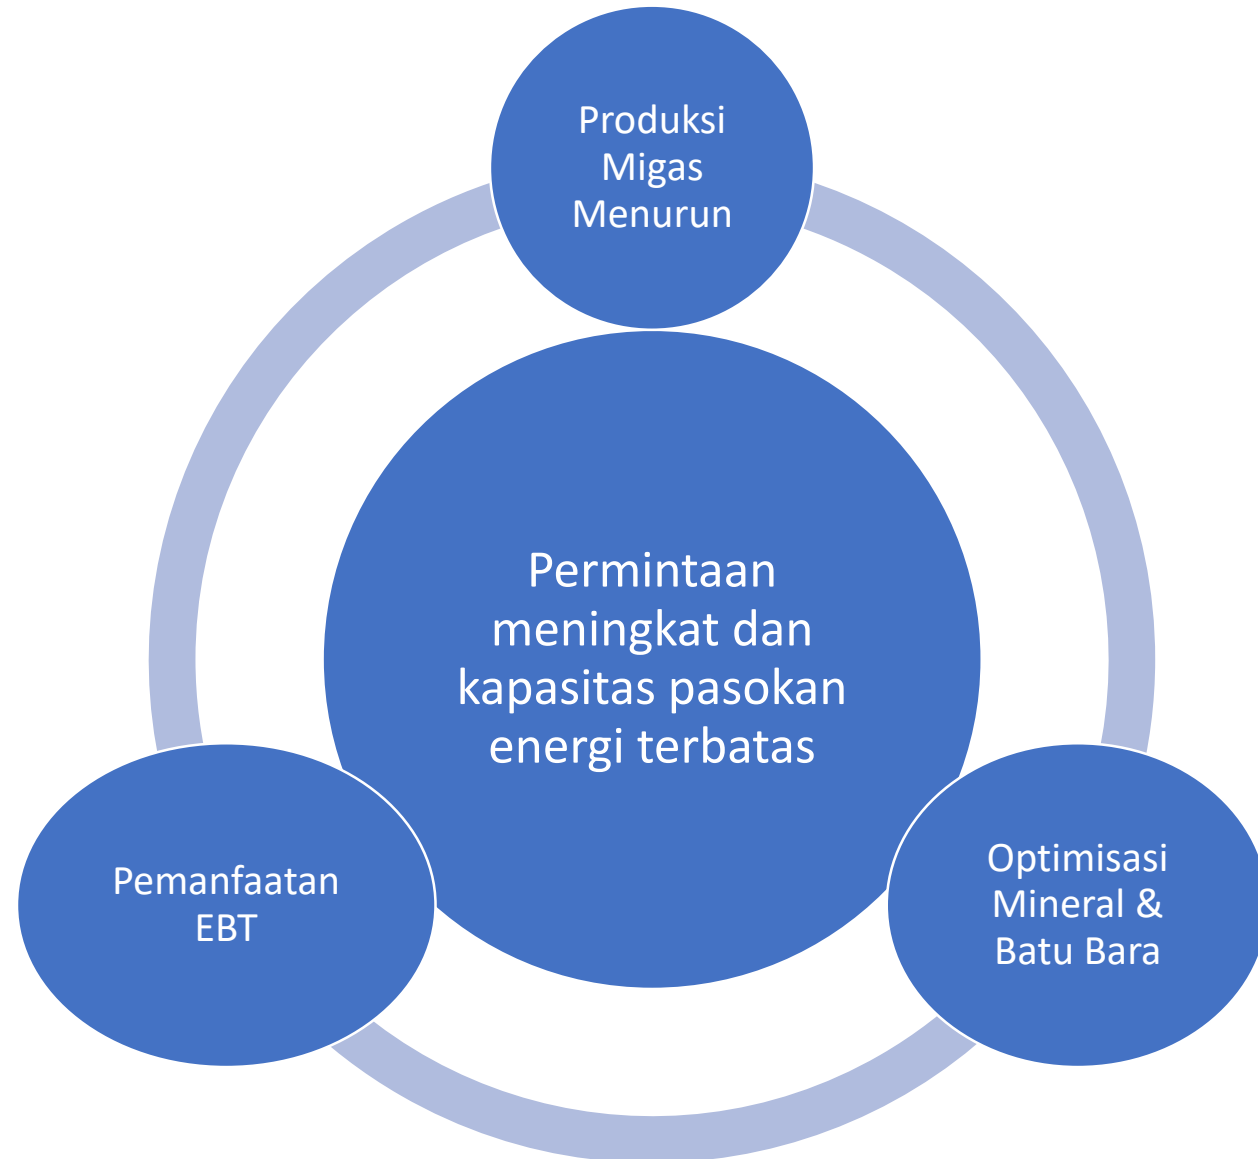 Produksi
Migas
Menurun
Permintaan
meningkat dan
kapasitas pasokan
energi terbatas
Pemanfaatan
EBT
Optimisasi
Mineral &
Batu Bara